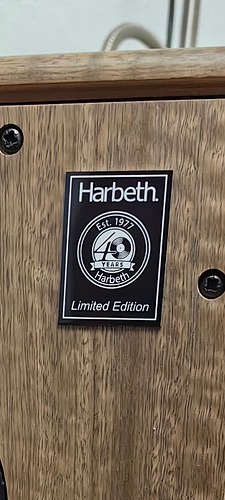 Harbeth.
Est. 1977
40
YEARS
Harbeth
Limited Edition